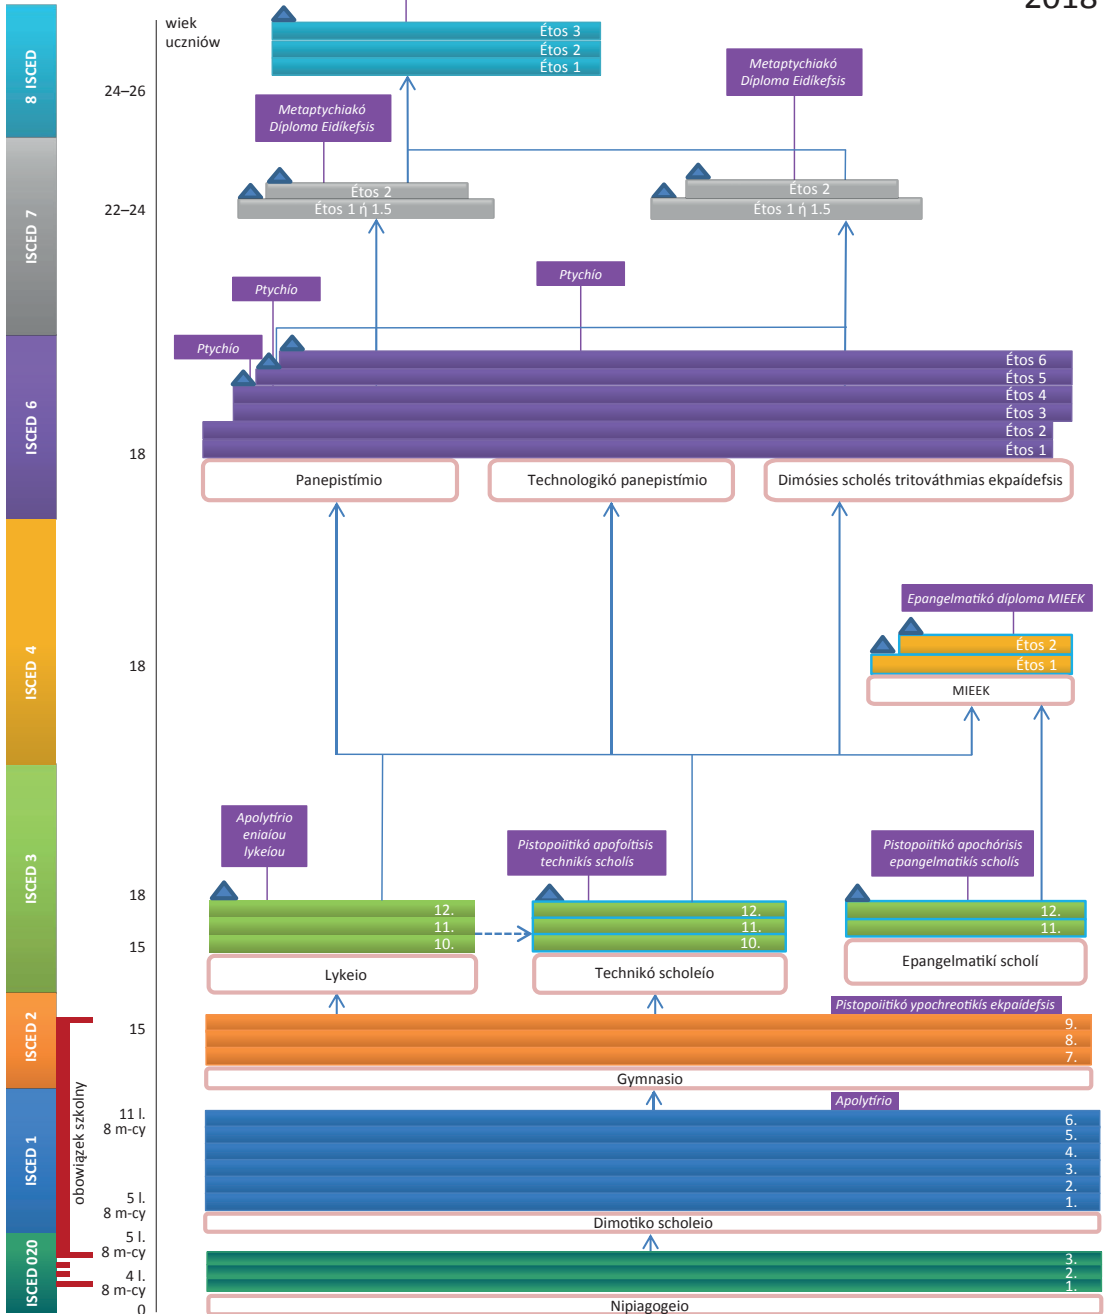 2018
wiek
uczniów
8 ISCED
Étos 3
Étos 2
Étos 1
24–26
Metaptychiakó
Díploma Eidíkefsis
Metaptychiakó
Díploma Eidíkefsis
ISCED 7
Étos 2
Étos 1 ή 1.5
Étos 2
Étos 1 ή 1.5
22–24
Ptychío
Ptychío
Ptychío
ISCED 6
Étos 6
Étos 5
Étos 4
Étos 3
Étos 2
Étos 1
18
Panepistímio
Technologikó panepistímio
Dimósies scholés tritováthmias ekpaídefsis
ISCED 4
Epangelmatikó díploma MIEEK
Étos 2
Étos 1
18
MIEEK
ISCED 3
Apolytírio
eniaíou
lykeíou
Pistopoiitikó apofoítisis
technikís scholís
Pistopoiitikó apochórisis
epangelmatikís scholís
18
12.
11.
10.
12.
11.
10.
12.
11.
15
Lykeio
Technikó scholeío
Epangelmatikí scholí
ISCED 2
Pistopoiitikó ypochreotikís ekpaídefsis
15
9.
8.
7.
Gymnasio
obowiązek szkolny
ISCED 1
Apolytírio
11 l.
8 m-cy
6.
5.
4.
3.
2.
1.
5 l.
8 m-cy
Dimotiko scholeio
ISCED 020
5 l.
8 m-cy
4 l.
8 m-cy
3.
2.
1.
0
Nipiagogeio